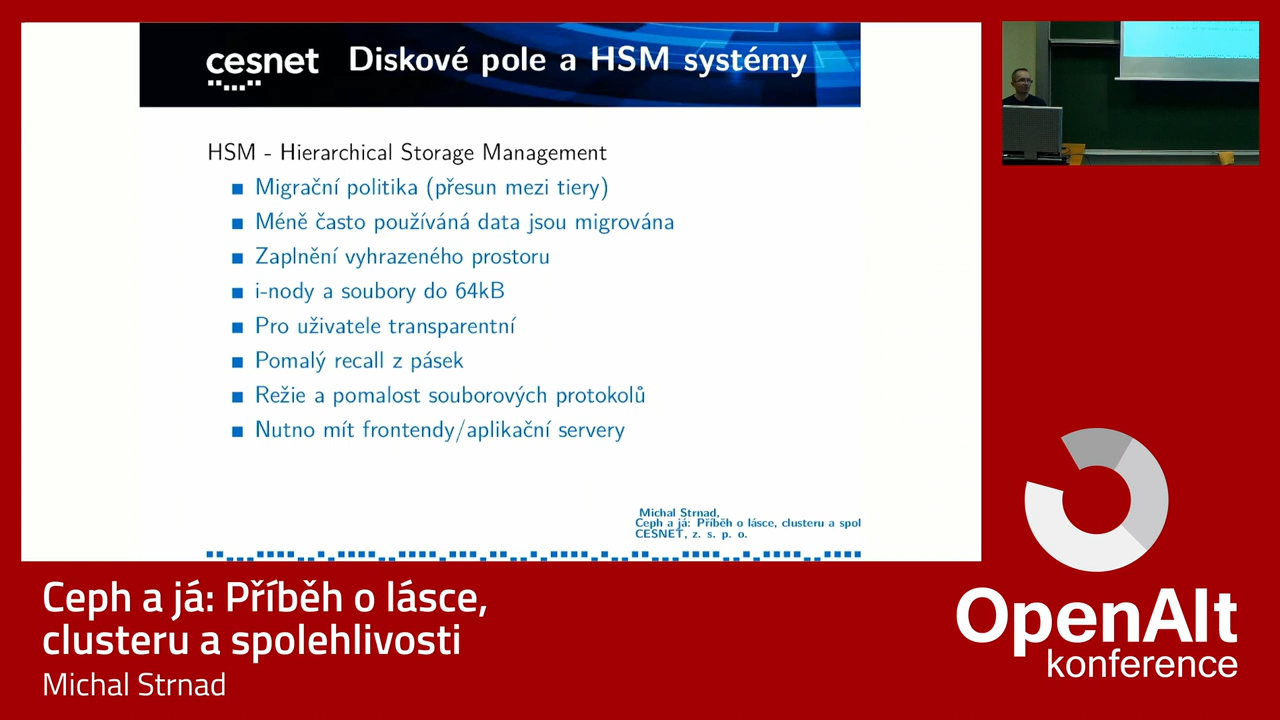 cesnet
Diskové pole a HSM systémy
HSM - Hierarchical Storage Management
Migrační politika (přesun mezi tiery)
Méně často používáná data jsou migrována
Zaplnění vyhrazeného prostoru
i-nody a soubory do 64kB
Pro uživatele transparentní
Pomalý recall z pásek
Režie a pomalost souborových protokolů
Nutno mít frontendy/aplikační servery
Michal Strnad,
Ceph a já: Příběh o lásce, clusteru a spol
CESNET, z. s. p. o.
Ceph a já: Příběh o lásce,
clusteru a spolehlivosti
Michal Strnad
OpenAlt
konference